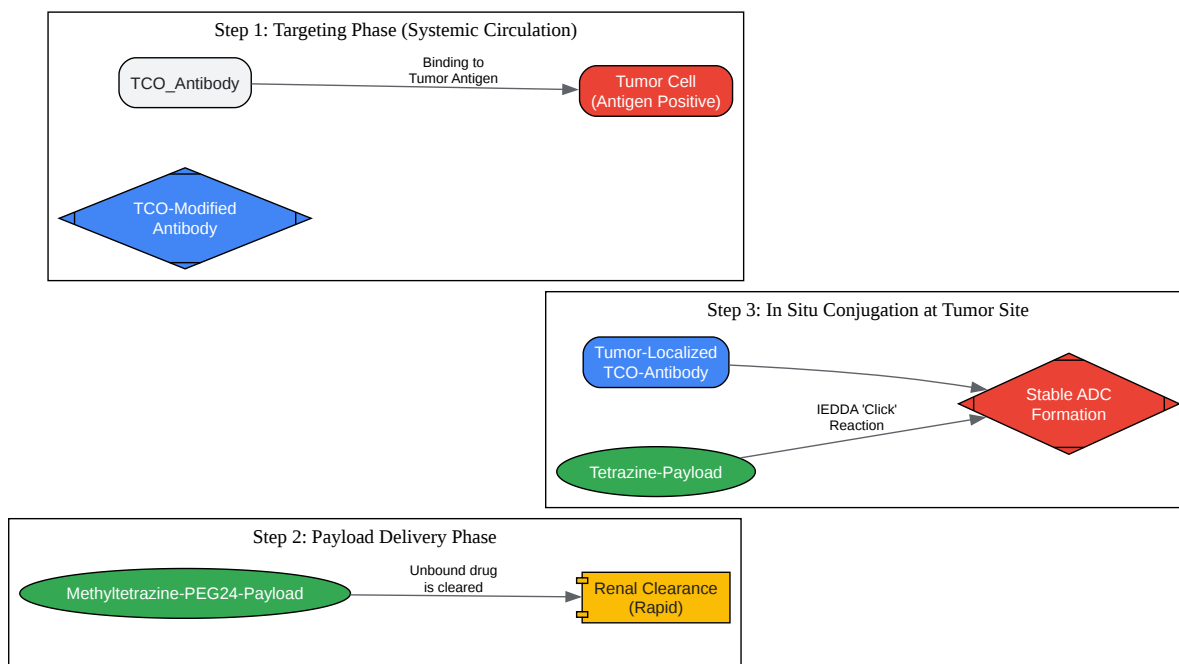 Step 1: Targeting Phase (Systemic Circulation)
TCO_Antibody
Binding to
Tumor Antigen
Tumor Cell
(Antigen Positive)
TCO-Modified
Antibody
Step 3: In Situ Conjugation at Tumor Site
Tumor-Localized
TCO-Antibody
IEDDA 'Click'
Reaction
Stable ADC
Formation
Tetrazine-Payload
Step 2: Payload Delivery Phase
Methyltetrazine-PEG24-Payload
Unbound drug
is cleared
Renal Clearance
(Rapid)